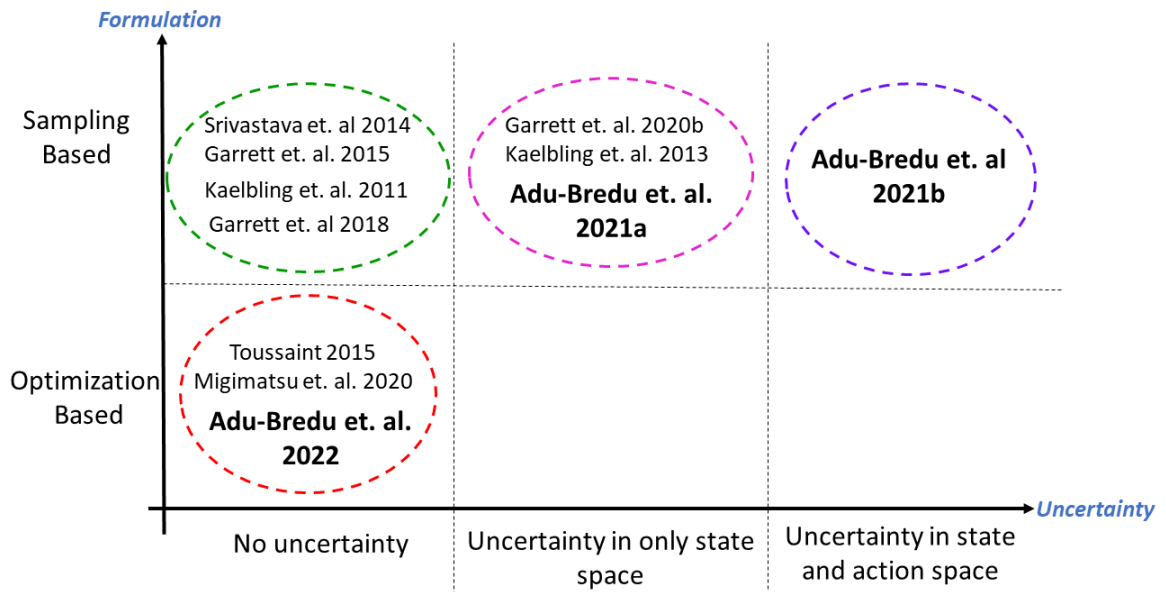 Formulation
Sampling
Based
Srivastava et. al 2014
Garrett et. al. 2015
Kaelbling et. al. 2011
Garrett et. al 2018
Garrett et. al. 2020b
Kaelbling et. al. 2013
Adu-Bredu et. al.
2021a
Adu-Bredu et. al
2021b
Optimization
Based
Toussaint 2015
Migimatsu et. al. 2020
Adu-Bredu et. al.
2022
Uncertainty
No uncertainty
Uncertainty in only state
space
Uncertainty in state
and action space